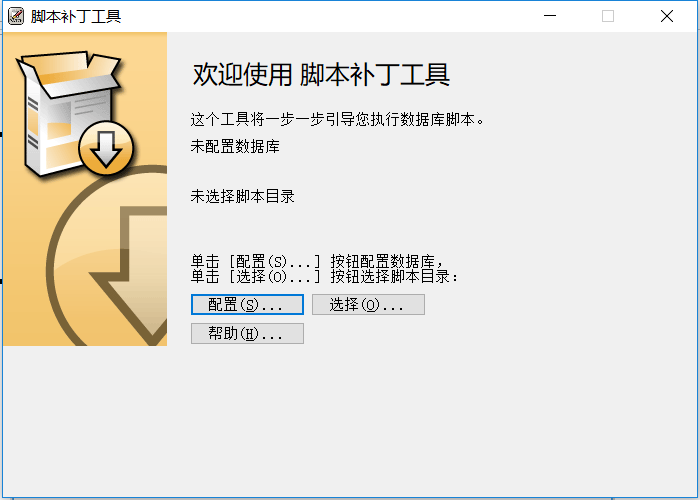 脚本补丁工具
欢迎使用 脚本补丁工具
这个工具将一步一步引导您执行数据库脚本。
未配置数据库
未选择脚本目录
单击 [配置(S)...] 按钮配置数据库,
单击 [选择(O)...] 按钮选择脚本目录:
配置(S)... 选择(O)...
帮助(H)...